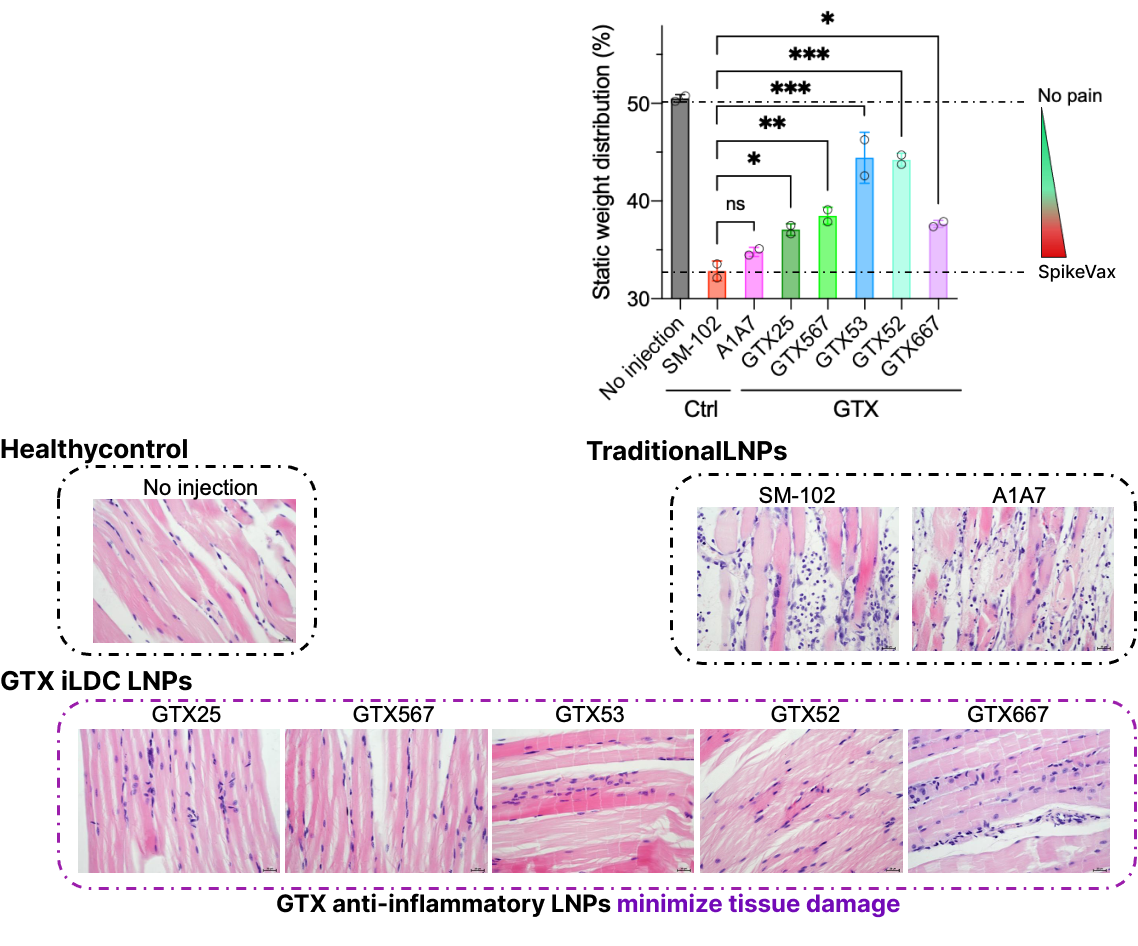 Static weight distribution (%)
50
40
30
*
***
***
**
*
ns
No pain
SpikeVax
No injection
SM-102
A1A7
GTX25
GTX567
GTX53
GTX52
GTX667
Ctrl
GTX
Healthycontrol
No injection
TraditionalLNPs
SM-102
A1A7
GTX iLDC LNPs
GTX25
GTX567
GTX53
GTX52
GTX667
GTX anti-inflammatory LNPs minimize tissue damage